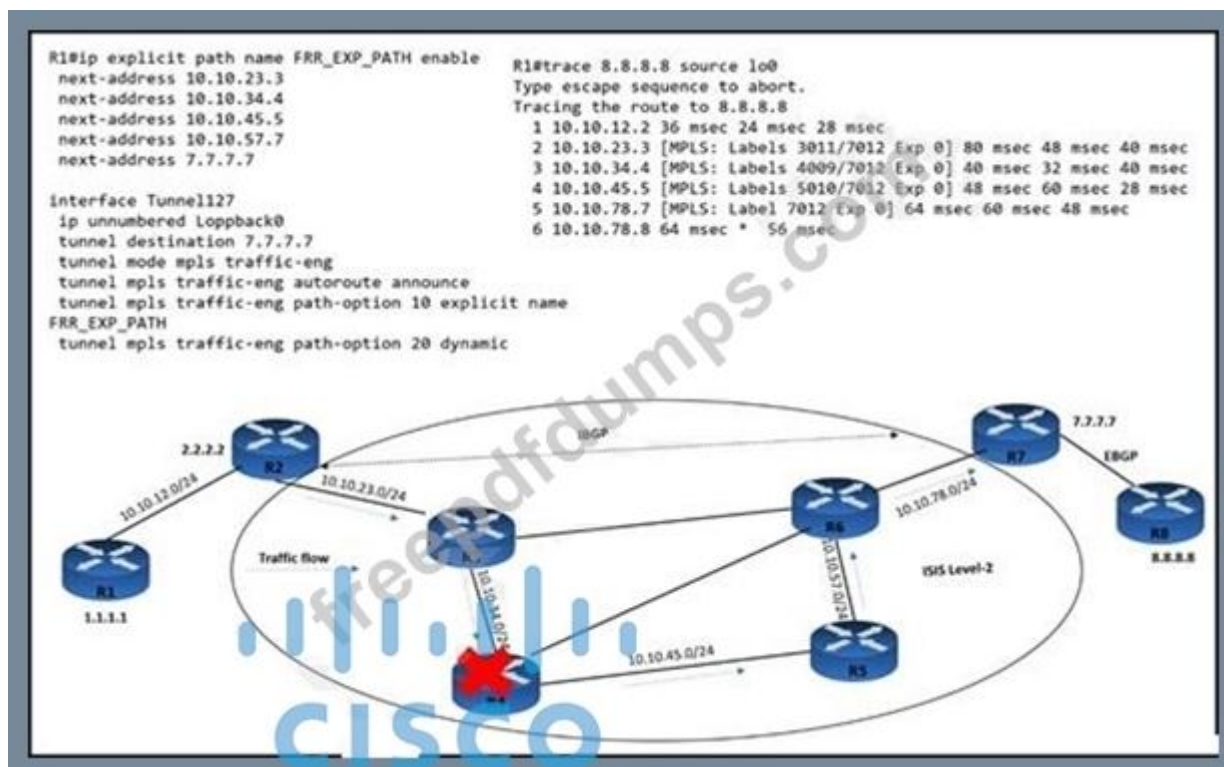 R1#ip explicit path name FRR_EXP_PATH enable
next-address 10.10.23.3
next-address 10.10.34.4
next-address 10.10.45.5
next-address 10.10.57.7
next-address 7.7.7.7
interface Tunnel127
ip unnumbered Loppback0
tunnel destination 7.7.7.7
tunnel mode mpls traffic-eng
tunnel mpls traffic-eng autoroute announce
tunnel mpls traffic-eng path-option 10 explicit name
FRR_EXP_PATH
tunnel mpls traffic-eng path-option 20 dynamic
R1#trace 8.8.8.8 source lo0
Type escape sequence to abort.
Tracing the route to 8.8.8.8
1 10.10.12.2 36 msec 24 msec 28 msec
2 10.10.23.3 [MPLS: Labels 3011/7012 Exp 0] 80 msec 48 msec 40 msec
3 10.10.34.4 [MPLS: Labels 4009/7012 Exp 0] 40 msec 32 msec 40 msec
4 10.10.45.5 [MPLS: Labels 5010/7012 Exp 0] 48 msec 60 msec 28 msec
5 10.10.78.7 [MPLS: Label 7012 Exp 0] 64 msec 60 msec 48 msec
6 10.10.78.8 64 msec * 56 msec
freepdfdumps.com
2.2.2.2
R2
IBGP
R7
7.7.7.7
EBGP
10.10.12.0/24
10.10.23.0/24
10.10.78.0/24
R6
R8
8.8.8.8
R1
1.1.1.1
Traffic flow
10.10.34.0/24
10.10.57.0/24
ISIS Level-2
10.10.45.0/24
R5
CISCO